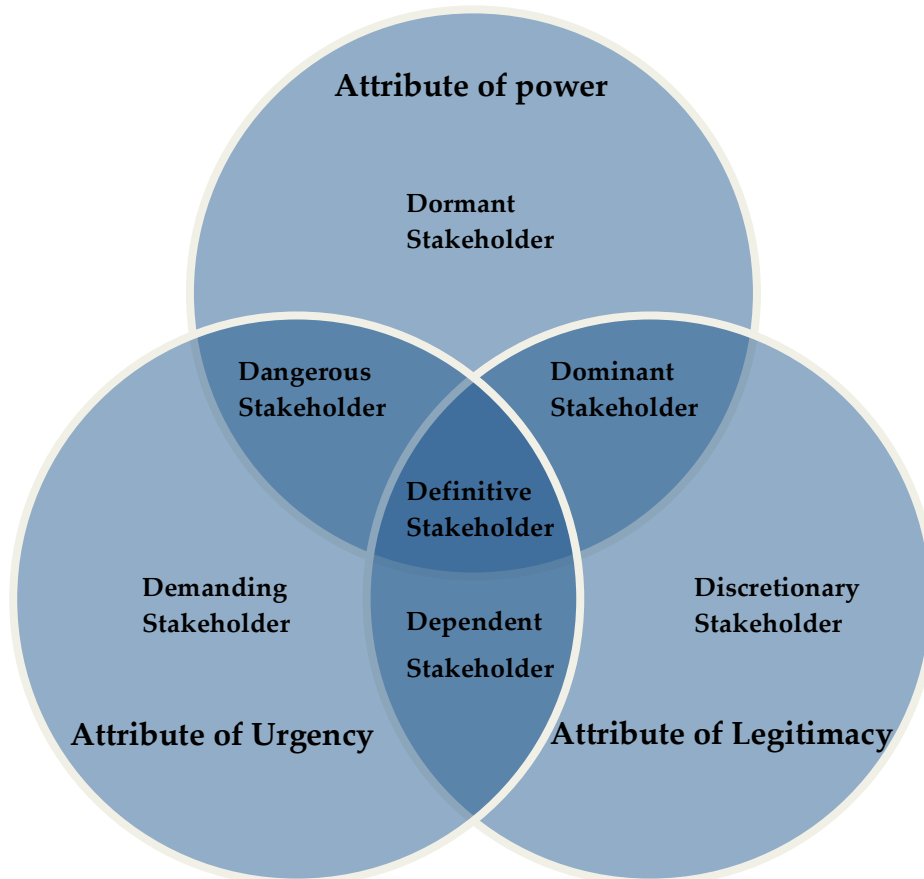 Attribute of power
Dormant
Stakeholder
Dangerous
Stakeholder
Dominant
Stakeholder
Definitive
Stakeholder
Demanding
Stakeholder
Discretionary
Stakeholder
Dependent
Stakeholder
Attribute of Urgency
Attribute of Legitimacy